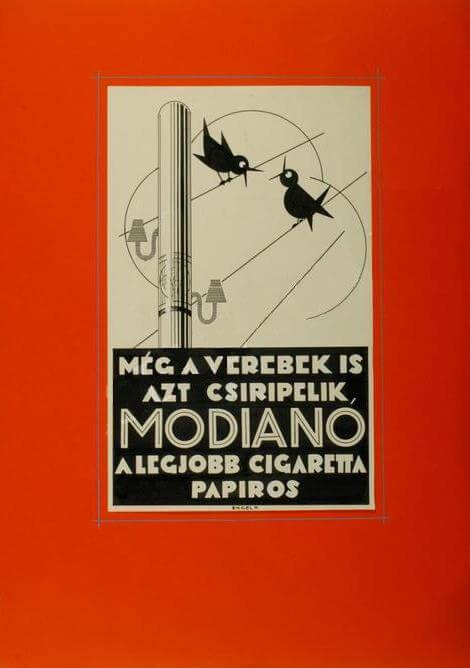 MÉG A VEREBEK IS
AZT CSIRIPELIK
MODIANÓ
A LEGJOBB CIGARETTA
PAPIROS